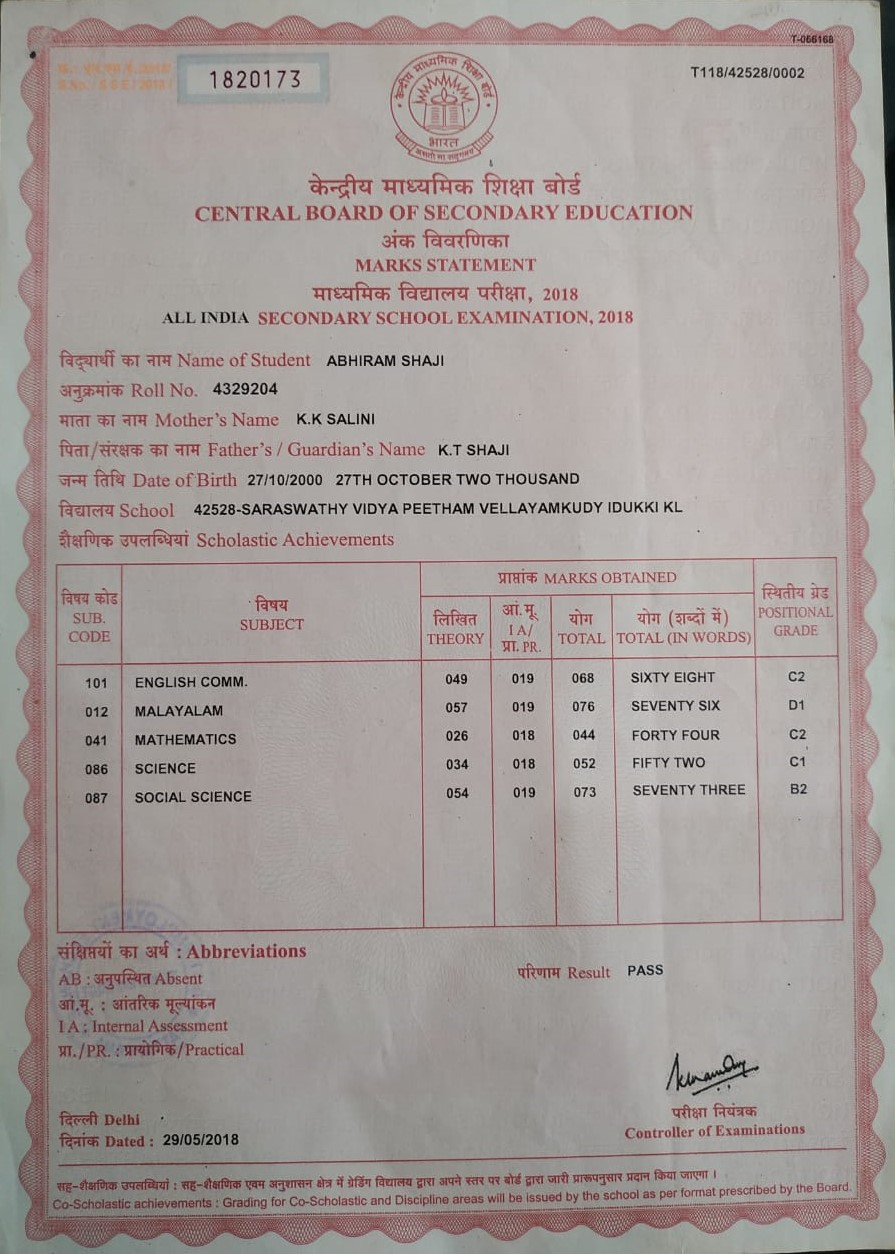 T-066168
1820173
T118/42528/0002
केन्द्रीय माध्यमिक शिक्षा बोर्ड
भारत
असतो मा सद्गमय
केन्द्रीय माध्यमिक शिक्षा बोर्ड
CENTRAL BOARD OF SECONDARY EDUCATION
अंक विवरणिका
MARKS STATEMENT
माध्यमिक विद्यालय परीक्षा, 2018
ALL INDIA SECONDARY SCHOOL EXAMINATION, 2018
विद्यार्थी का नाम Name of Student ABHIRAM SHAJI
अनुक्रमांक Roll No. 4329204
माता का नाम Mother's Name K.K SALINI
पिता/संरक्षक का नाम Father's / Guardian's Name K.T SHAJI
जन्म तिथि Date of Birth 27/10/2000 27TH OCTOBER TWO THOUSAND
विद्यालय School 42528-SARASWATHY VIDYA PEETHAM VELLAYAMKUDY IDUKKI KL
शैक्षणिक उपलब्धियां Scholastic Achievements
विषय कोड SUB. CODE विषय SUBJECT प्राप्तांक MARKS OBTAINED स्थितीय ग्रेड POSITIONAL GRADE
लिखित THEORY आं.मू. I A/ प्रा. PR. योग TOTAL योग (शब्दों में) TOTAL (IN WORDS)
101 ENGLISH COMM. 049 019 068 SIXTY EIGHT C2
012 MALAYALAM 057 019 076 SEVENTY SIX D1
041 MATHEMATICS 026 018 044 FORTY FOUR C2
086 SCIENCE 034 018 052 FIFTY TWO C1
087 SOCIAL SCIENCE 054 019 073 SEVENTY THREE B2
संक्षिप्तयों का अर्थ : Abbreviations
AB : अनुपस्थित Absent
परिणाम Result PASS
आं.मू. : आंतरिक मूल्यांकन
I A : Internal Assessment
प्रा./PR. : प्रायोगिक/Practical
दिल्ली Delhi
दिनांक Dated : 29/05/2018
परीक्षा नियंत्रक
Controller of Examinations
सह-शैक्षणिक उपलब्धियां : सह-शैक्षणिक एवम अनुशासन क्षेत्र में ग्रेडिंग विद्यालय द्वारा अपने स्तर पर बोर्ड द्वारा जारी प्रारूपनुसार प्रदान किया जाएगा ।
Co-Scholastic achievements : Grading for Co-Scholastic and Discipline areas will be issued by the school as per format prescribed by the Board.